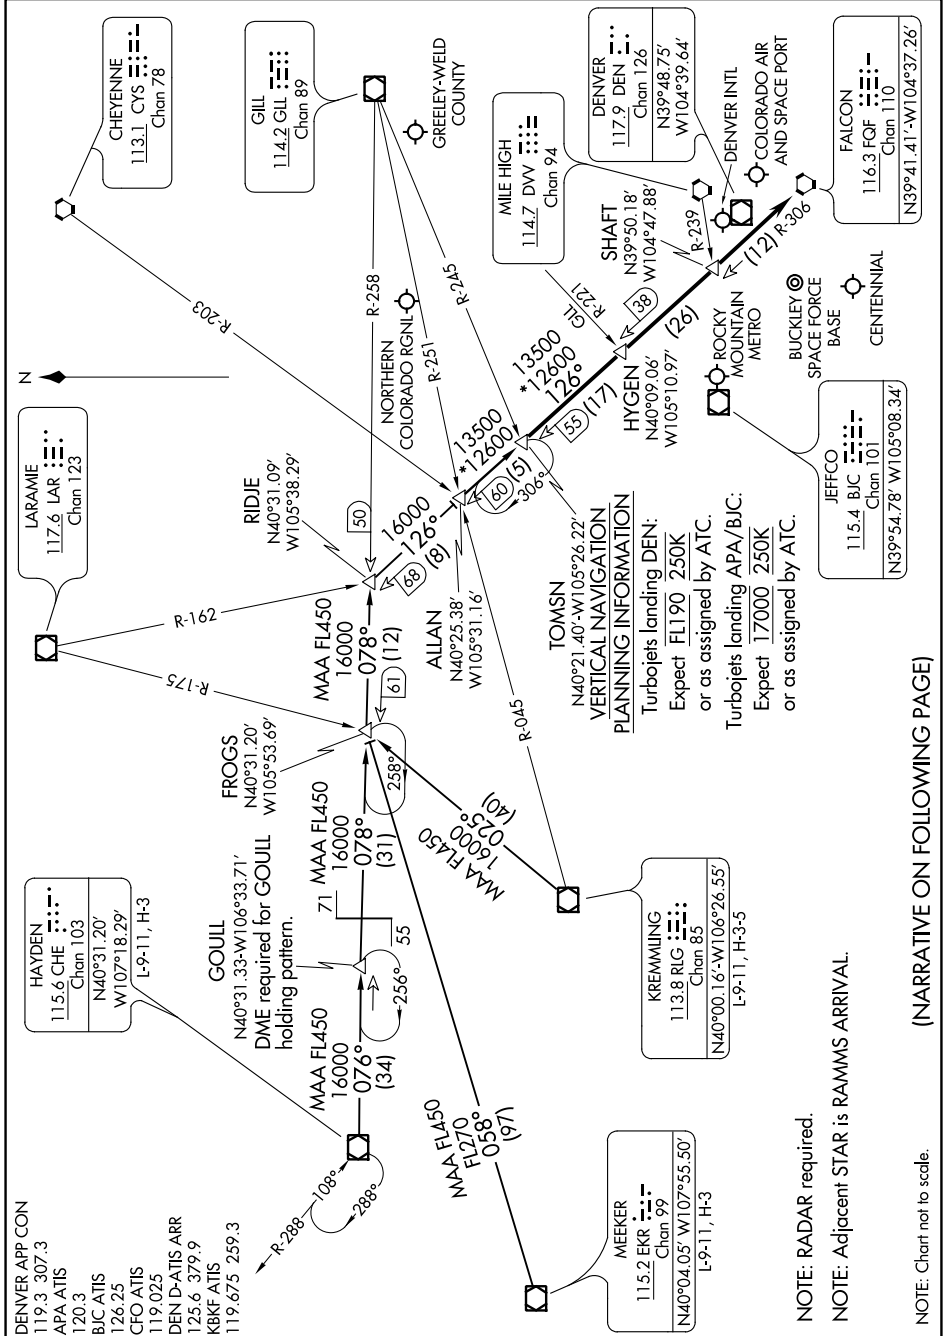 DENVER APP CON
119.3 307.3
APA ATIS
120.3
BJC ATIS
126.25
CFO ATIS
119.025
DEN D-ATIS ARR
125.6 379.9
KBKF ATIS
119.675 259.3
HAYDEN
115.6 CHE
Chan 103
N40°31.20'
W107°18.29'
L-9-11, H-3
R-288
108°
288°
MAA FL450
16000
076°
(34)
GOULL
N40°31.33-W106°33.71'
DME required for GOULL
holding pattern.
256°
71
55
MAA FL450
16000
078°
(31)
FROGS
N40°31.20'
W105°53.69'
258°
61
MAA FL450
16000
078°
(12)
LARAMIE
117.6 LAR
Chan 123
R-175
R-162
RIDJE
N40°31.09'
W105°38.29'
50
68
16000
126°
(8)
N
CHEYENNE
113.1 CYS
Chan 78
R-203
GILL
114.2 GLL
Chan 89
R-258
R-251
R-245
GREELEY-WELD
COUNTY
NORTHERN
COLORADO RGNL
ALLAN
N40°25.38'
W105°31.16'
13500
*12600
60
(5)
306°
TOMSN
N40°21.40'-W105°26.22'
13500
*12600
126°
55
(17)
MILE HIGH
114.7 DVV
Chan 94
GIL
R-221
R-239
HYGEN
N40°09.06'
W105°10.97'
38
(26)
SHAFT
N39°50.18'
W104°47.88'
(12)
R-306
DENVER
117.9 DEN
Chan 126
N39°48.75'
W104°39.64'
DENVER INTL
COLORADO AIR
AND SPACE PORT
FALCON
116.3 FQF
Chan 110
N39°41.41'-W104°37.26'
ROCKY
MOUNTAIN
METRO
BUCKLEY
SPACE FORCE
BASE
CENTENNIAL
JEFFCO
115.4 BJC
Chan 101
N39°54.78' W105°08.34'
VERTICAL NAVIGATION
PLANNING INFORMATION
Turbojets landing DEN:
Expect FL190 250K
or as assigned by ATC.
Turbojets landing APA/BJC:
Expect 17000 250K
or as assigned by ATC.
R-045
MAA FL450
16000
025°
(40)
KREMMLING
113.8 RLG
Chan 85
N40°00.16'-W106°26.55'
L-9-11, H-3-5
MAA FL450
FL270
058°
(97)
MEEKER
115.2 EKR
Chan 99
N40°04.05' W107°55.50'
L-9-11, H-3
NOTE: RADAR required.
NOTE: Adjacent STAR is RAMMS ARRIVAL.
NOTE: Chart not to scale.
(NARRATIVE ON FOLLOWING PAGE)